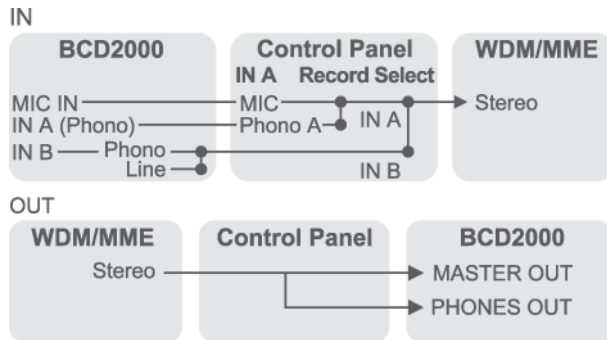 IN
BCD2000 Control Panel WDM/MME
IN A Record Select
MIC IN MIC Stereo
IN A (Phono) Phono A IN A
IN B Phono
Line IN B
OUT
WDM/MME Control Panel BCD2000
Stereo MASTER OUT
PHONES OUT